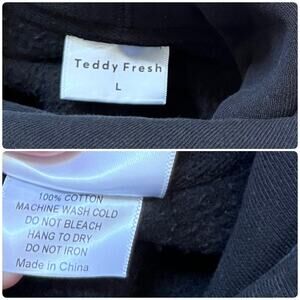 Teddy Fresh
L
100% COTTON
MACHINE WASH COLD
DO NOT BLEACH
HANG TO DRY
DO NOT IRON
Made in China